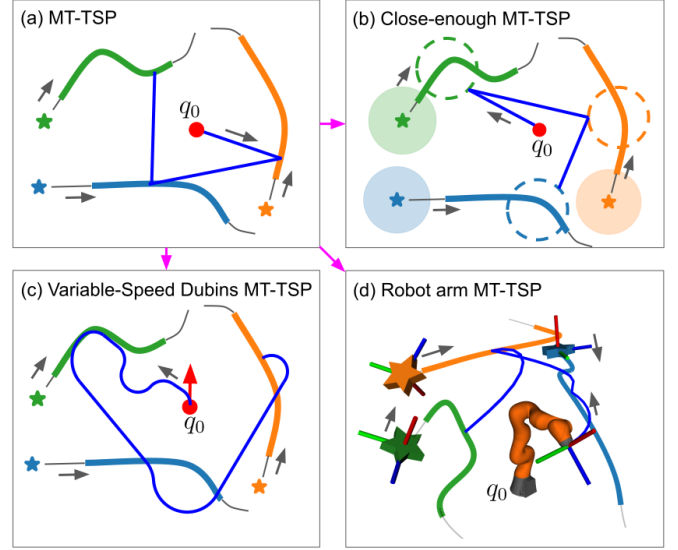 (a) MT-TSP
q₀
(b) Close-enough MT-TSP
q₀
(c) Variable-Speed Dubins MT-TSP
q₀
(d) Robot arm MT-TSP
q₀